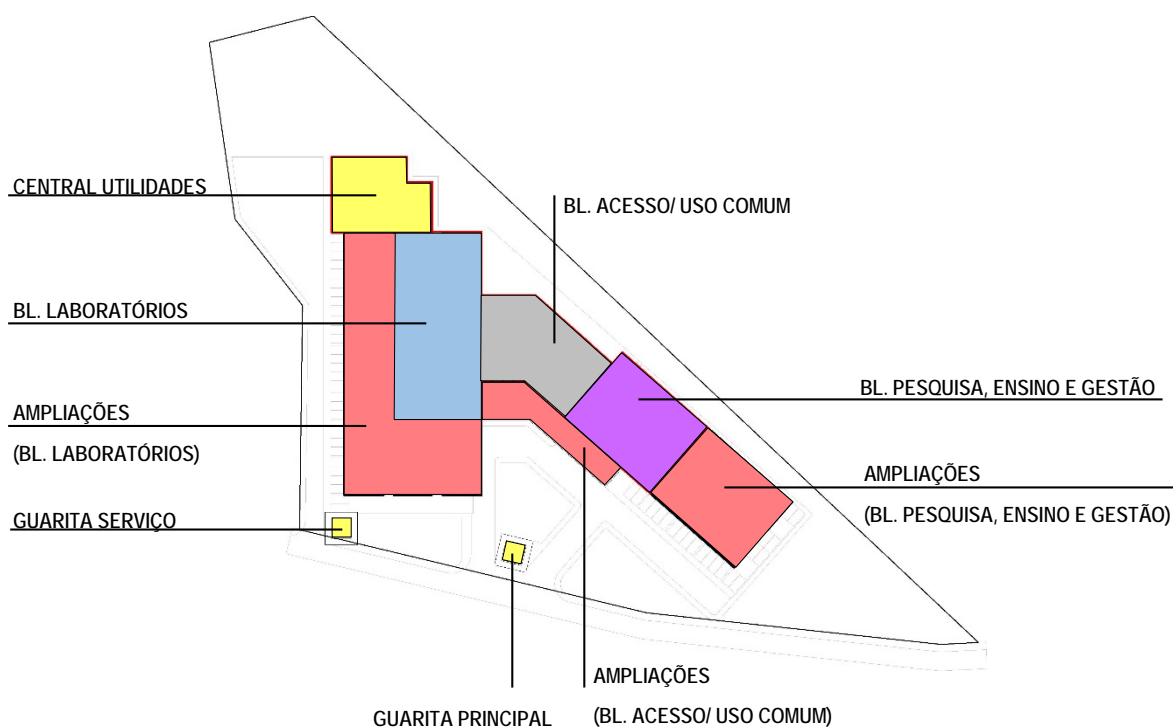 CENTRAL UTILIDADES
BL. ACESSO/ USO COMUM
BL. LABORATÓRIOS
BL. PESQUISA, ENSINO E GESTÃO
AMPLIAÇÕES
(BL. LABORATÓRIOS)
AMPLIAÇÕES
(BL. PESQUISA, ENSINO E GESTÃO)
GUARITA SERVIÇO
AMPLIAÇÕES
(BL. ACESSO/ USO COMUM)
GUARITA PRINCIPAL